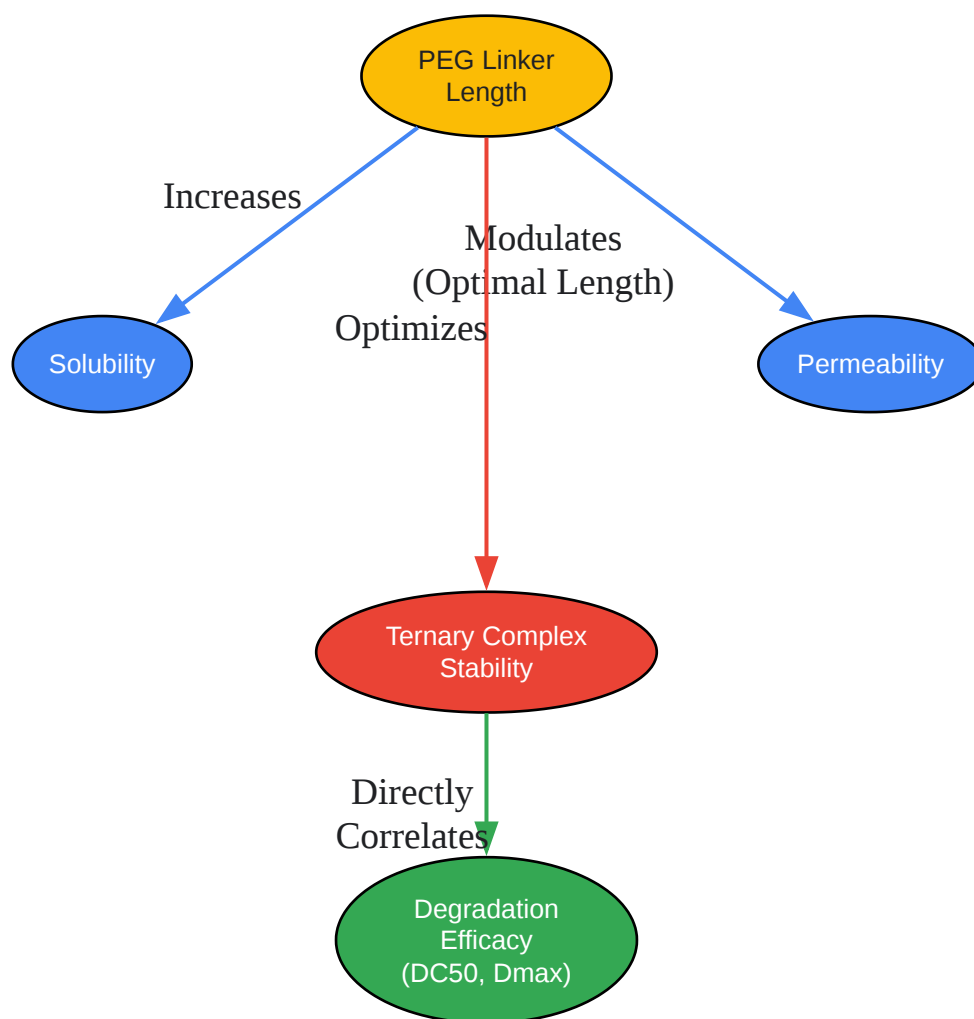 PEG Linker
Length
Increases
Modulates
(Optimal Length)
Optimizes
Solubility
Permeability
Ternary Complex
Stability
Directly
Correlates
Degradation
Efficacy
(DC50, Dmax)